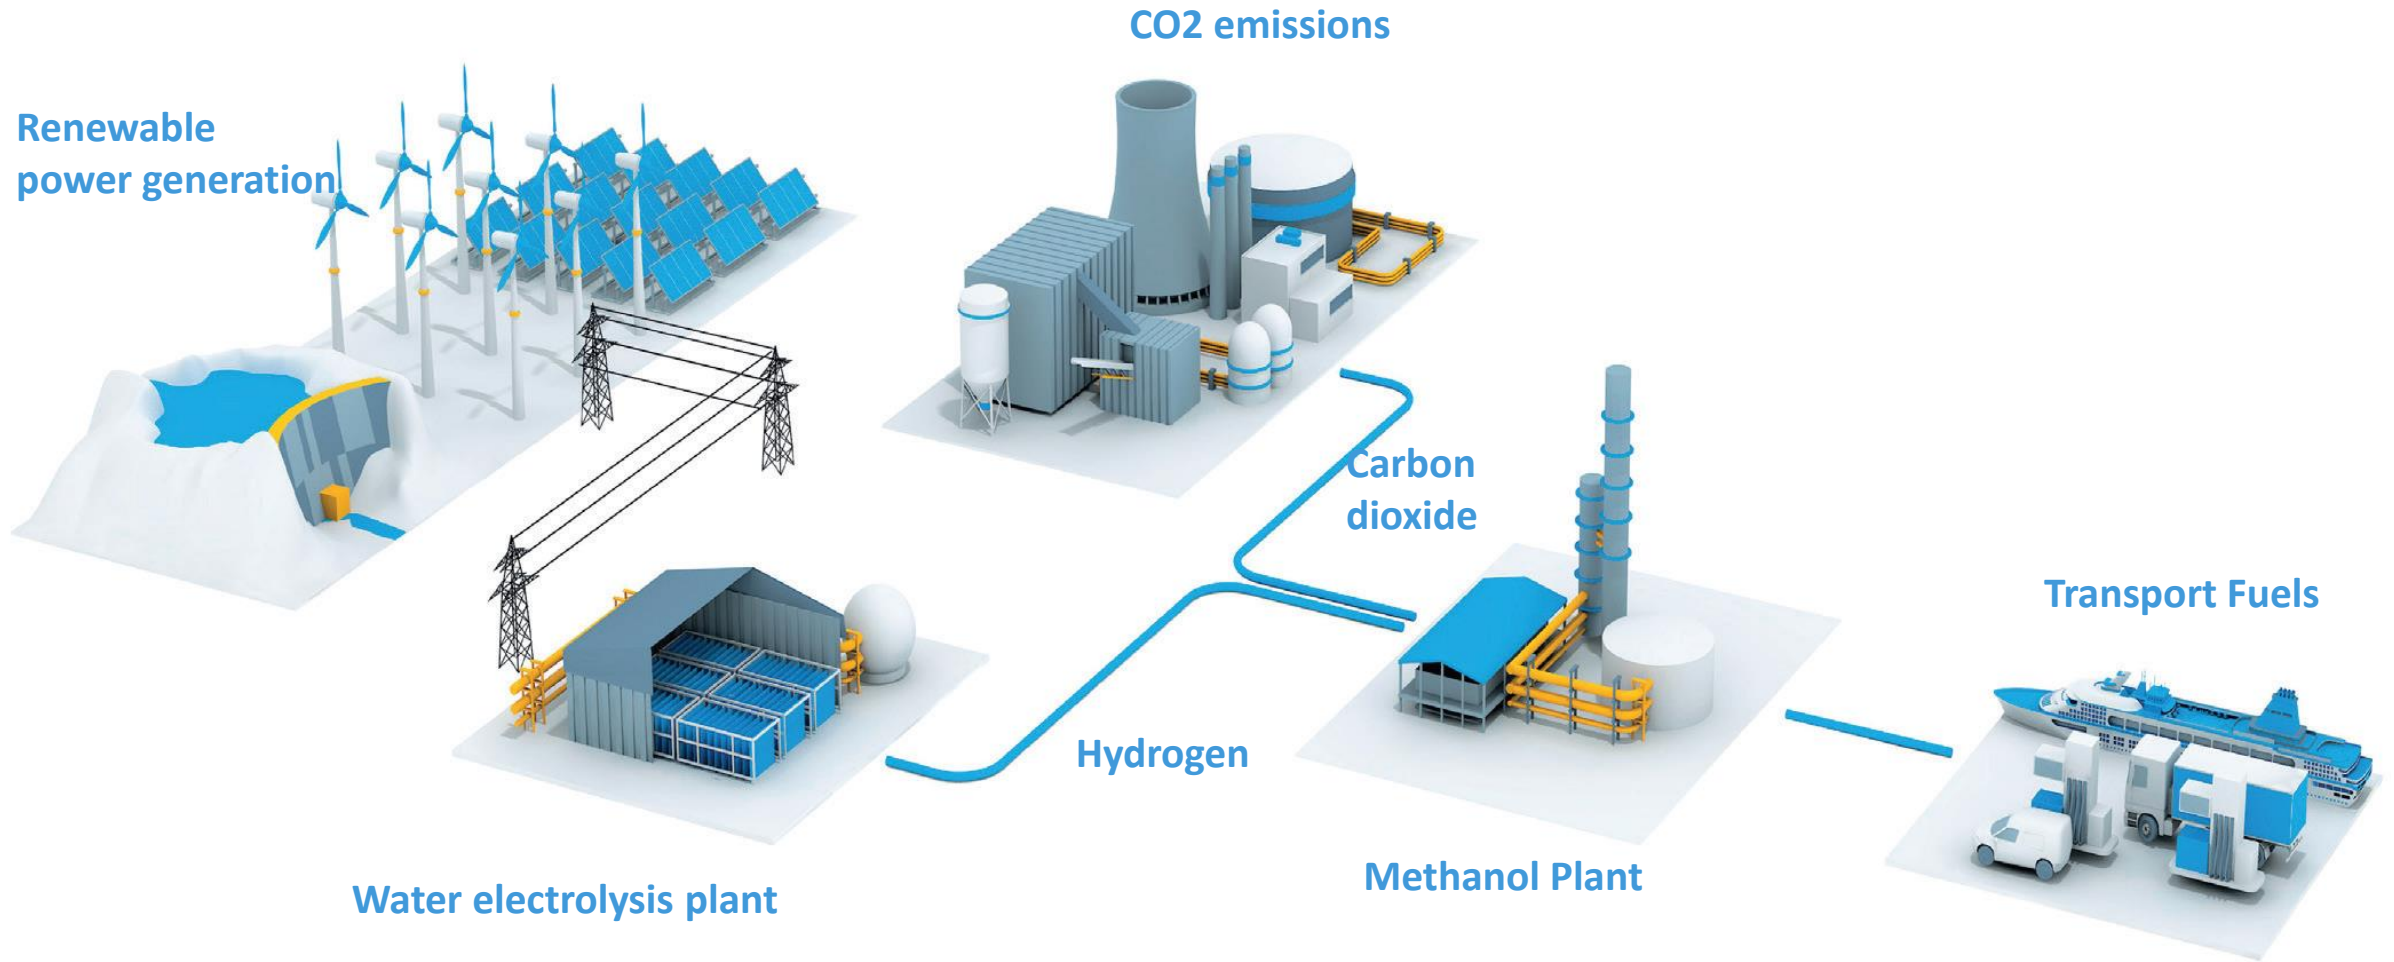 CO2 emissions
Renewable
power generation
Carbon
dioxide
Transport Fuels
Hydrogen
Methanol Plant
Water electrolysis plant